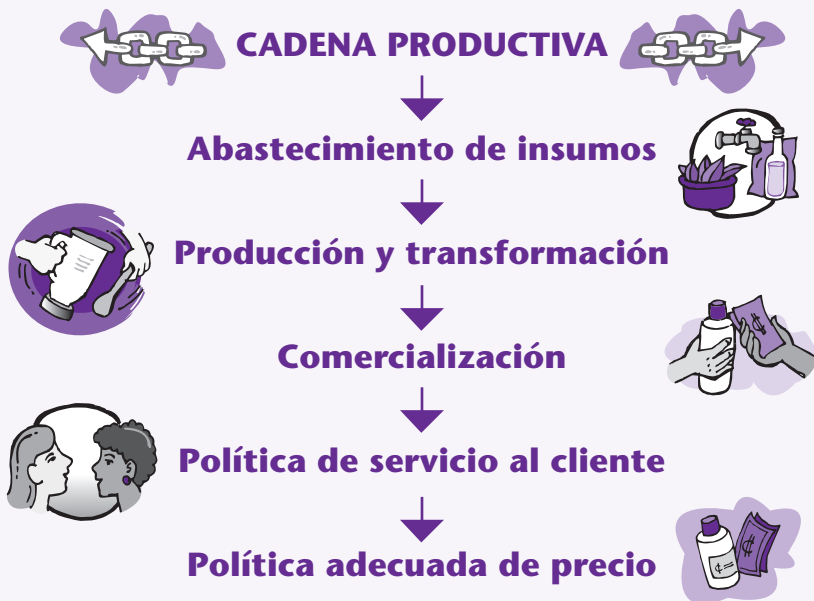 CADENA PRODUCTIVA
Abastecimiento de insumos
Producción y transformación
Comercialización
Política de servicio al cliente
Política adecuada de precio